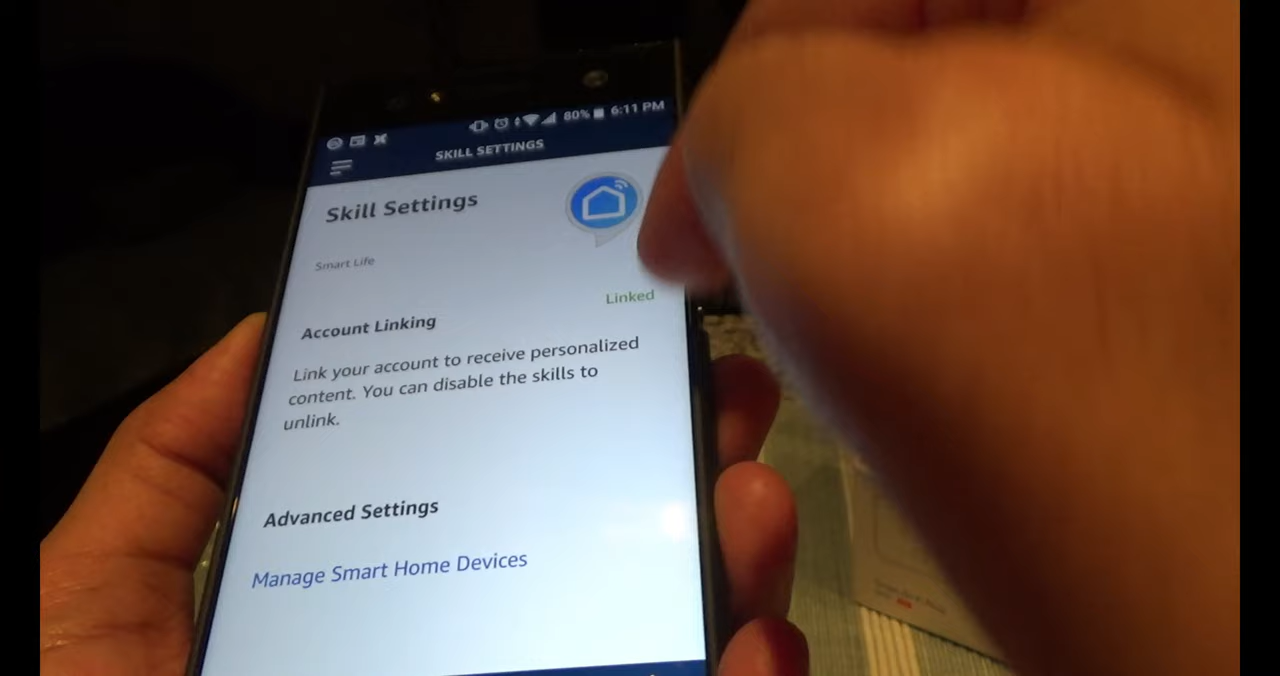 80% 6:11 PM
SKILL SETTINGS
Skill Settings
Smart Life
Linked
Account Linking
Link your account to receive personalized
content. You can disable the skills to
unlink.
Advanced Settings
Manage Smart Home Devices